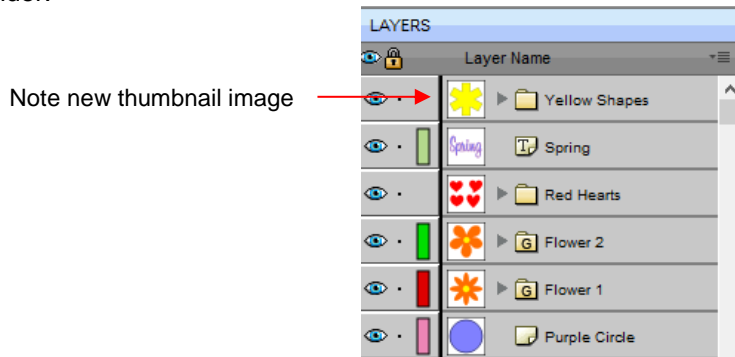 LAYERS
Layer Name
Note new thumbnail image
Yellow Shapes
Spring Spring
Red Hearts
G Flower 2
G Flower 1
Purple Circle